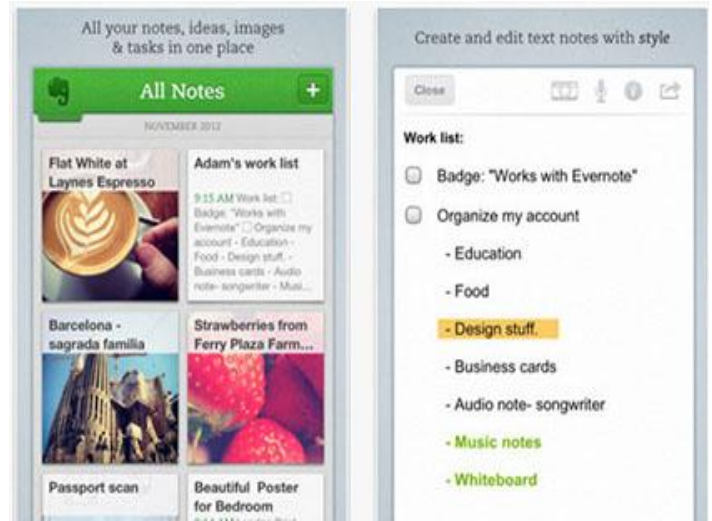 All your notes, ideas, images
& tasks in one place
All Notes
+
NOVEMBER 2012
Flat White at
Laynes Espresso
Adam's work list
9:15 AM Work list: ☐
Badge: "Works with
Evernote" ☐ Organize my
account - Education -
Food - Design stuff. -
Business cards - Audio
note- songwriter - Musi...
Barcelona -
sagrada familia
Strawberries from
Ferry Plaza Farm...
Passport scan
Beautiful Poster
for Bedroom
Create and edit text notes with style
Close
Work list:
Badge: "Works with Evernote"
Organize my account
- Education
- Food
- Design stuff.
- Business cards
- Audio note- songwriter
- Music notes
- Whiteboard